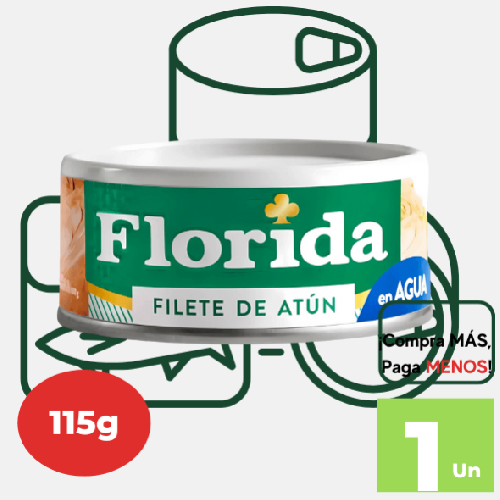 Florida
FILETE DE ATÚN
en AGUA
¡Compra MÁS,
Paga MENOS!
115g
1 Un